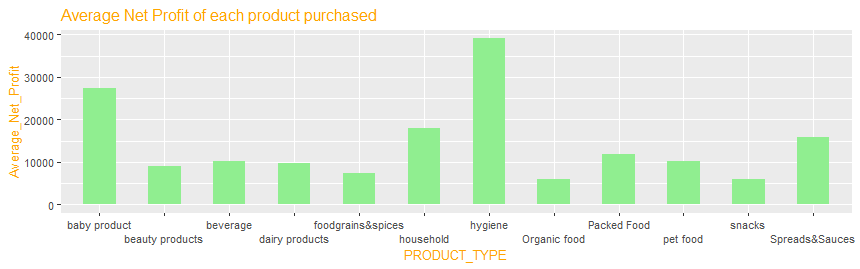 Average Net Profit of each product purchased
Average_Net_Profit
40000
30000
20000
10000
0
baby product beverage foodgrains&spices hygiene Packed Food snacks
beauty products dairy products household Organic food pet food Spreads&Sauces
PRODUCT_TYPE